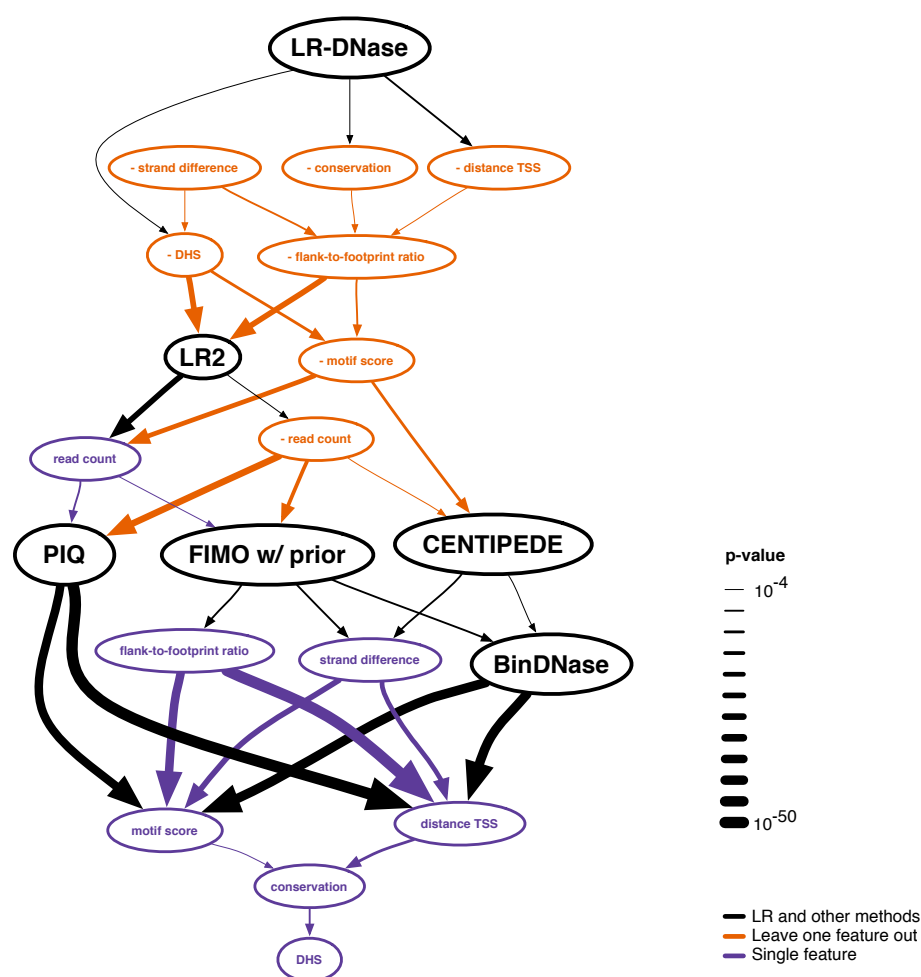 LR-DNase
- strand difference
- conservation
- distance TSS
- DHS
- flank-to-footprint ratio
LR2
- motif score
- read count
read count
PIQ
FIMO w/ prior
CENTIPEDE
flank-to-footprint ratio
strand difference
BinDNase
motif score
distance TSS
conservation
DHS
p-value
10-4
10-50
LR and other methods
Leave one feature out
Single feature